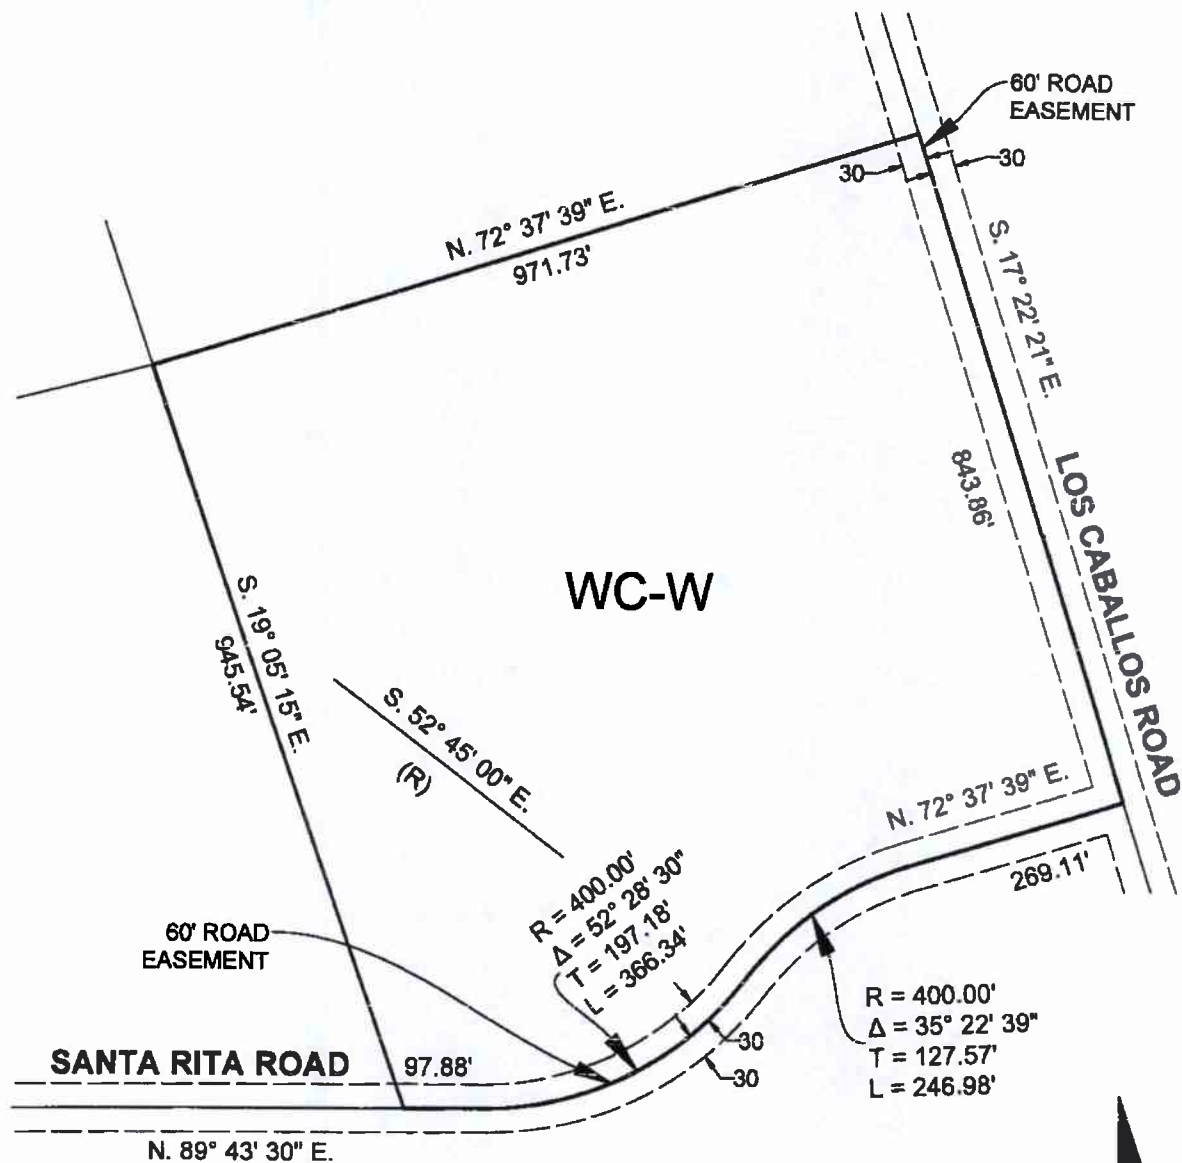 60' ROAD
EASEMENT
30
30
N. 72° 37' 39" E.
971.73'
S. 17° 22' 21" E.
843.86'
LOS CABALLOS ROAD
WC-W
S. 19° 05' 15" E.
945.54'
S. 52° 45' 00" E.
(R)
N. 72° 37' 39" E.
269.11'
R = 400.00'
Δ = 52° 28' 30"
T = 197.18'
L = 366.34'
60' ROAD
EASEMENT
R = 400.00'
Δ = 35° 22' 39"
T = 127.57'
L = 246.98'
30
30
SANTA RITA ROAD
97.88'
N. 89° 43' 30" E.